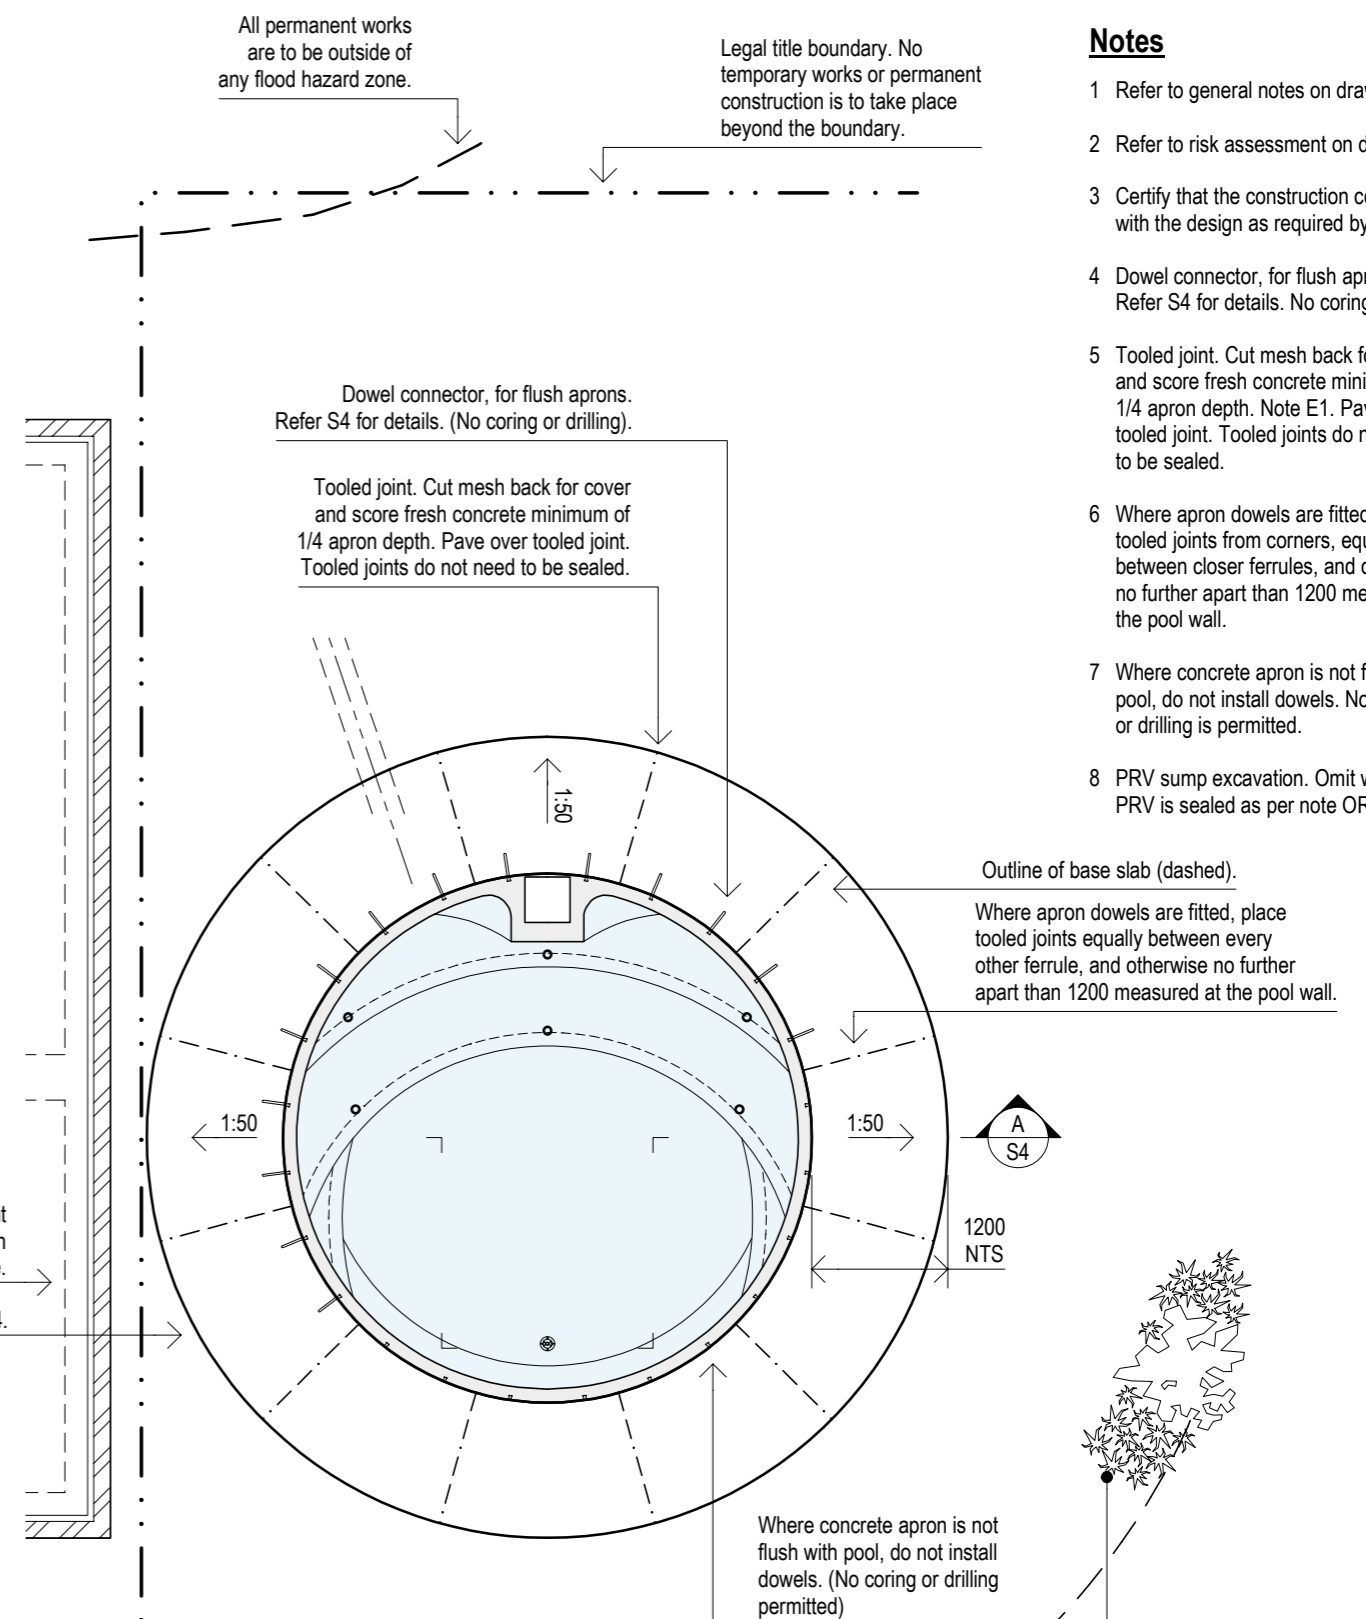 All permanent works
are to be outside of
any flood hazard zone.
Legal title boundary. No
temporary works or permanent
construction is to take place
beyond the boundary.
Notes
1 Refer to general notes on
2 Refer to risk assessment on
3 Certify that the construction
with the design as required by
4 Dowel connector, for flush
Refer S4 for details. No
5 Tooled joint. Cut mesh back
and score fresh concrete
1/4 apron depth. Note E1.
tooled joint. Tooled joints do
to be sealed.
6 Where apron dowels are fitted
tooled joints from corners,
between closer ferrules, and
no further apart than 1200
the pool wall.
7 Where concrete apron is not
pool, do not install dowels.
or drilling is permitted.
8 PRV sump excavation. Omit
PRV is sealed as per note
Dowel connector, for flush aprons.
Refer S4 for details. (No coring or drilling).
Tooled joint. Cut mesh back for cover
and score fresh concrete minimum of
1/4 apron depth. Pave over tooled joint.
Tooled joints do not need to be sealed.
1:50
Outline of base slab (dashed).
Where apron dowels are fitted, place
tooled joints equally between every
other ferrule, and otherwise no further
apart than 1200 measured at the pool wall.
1:50
1:50
A
S4
1200
NTS
Where concrete apron is not
flush with pool, do not install
dowels. (No coring or drilling
permitted)